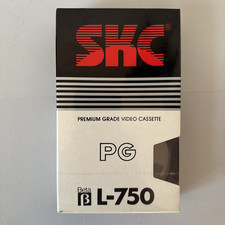 SKC
PREMIUM GRADE VIDEO CASSETTE
PG
Beta
β L-750